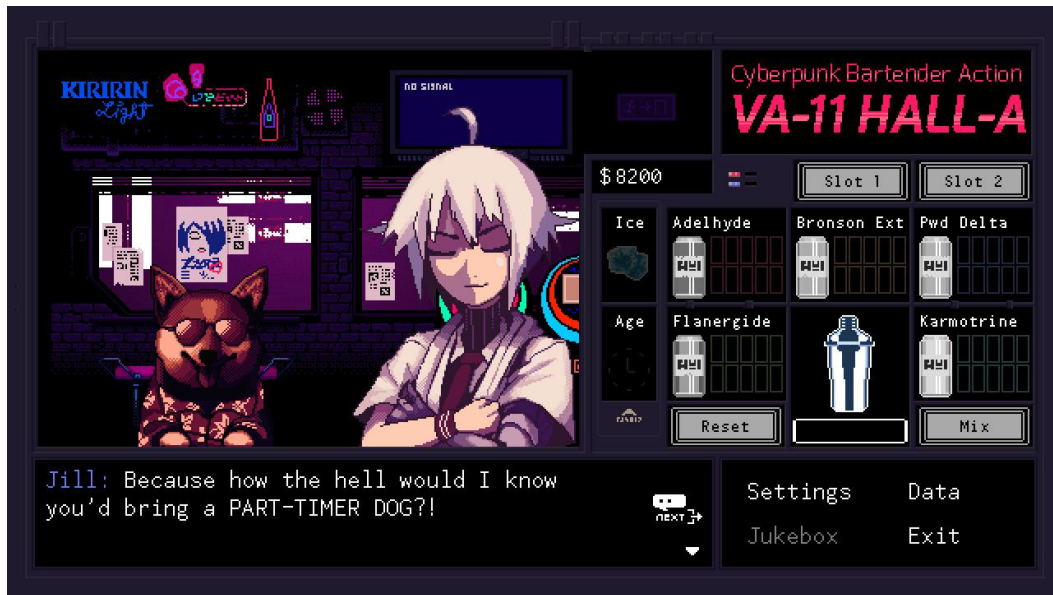 KIRIRIN
Light
OPEN
NO SIGNAL
Cyberpunk Bartender Action
VA-11 HALL-A
$8200
Slot 1
Slot 2
Ice
Adelhyde
Bronson Ext
Pwd Delta
Age
Flanergide
Karmotrine
Reset
Mix
Jill: Because how the hell would I know
you'd bring a PART-TIMER DOG?!
NEXT
Settings
Data
Jukebox
Exit